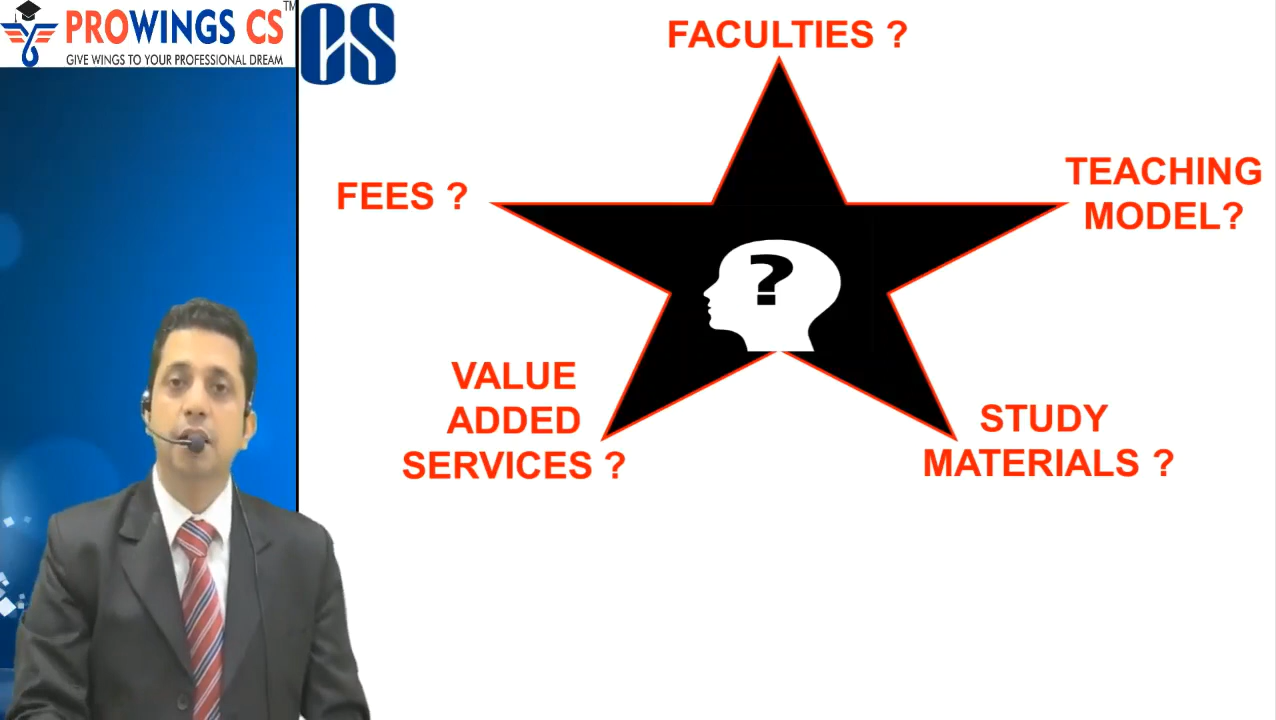 PROWINGS CS™
GIVE WINGS TO YOUR PROFESSIONAL DREAM
CS
FACULTIES ?
FEES ?
TEACHING
MODEL?
?
VALUE
ADDED
SERVICES ?
STUDY
MATERIALS ?